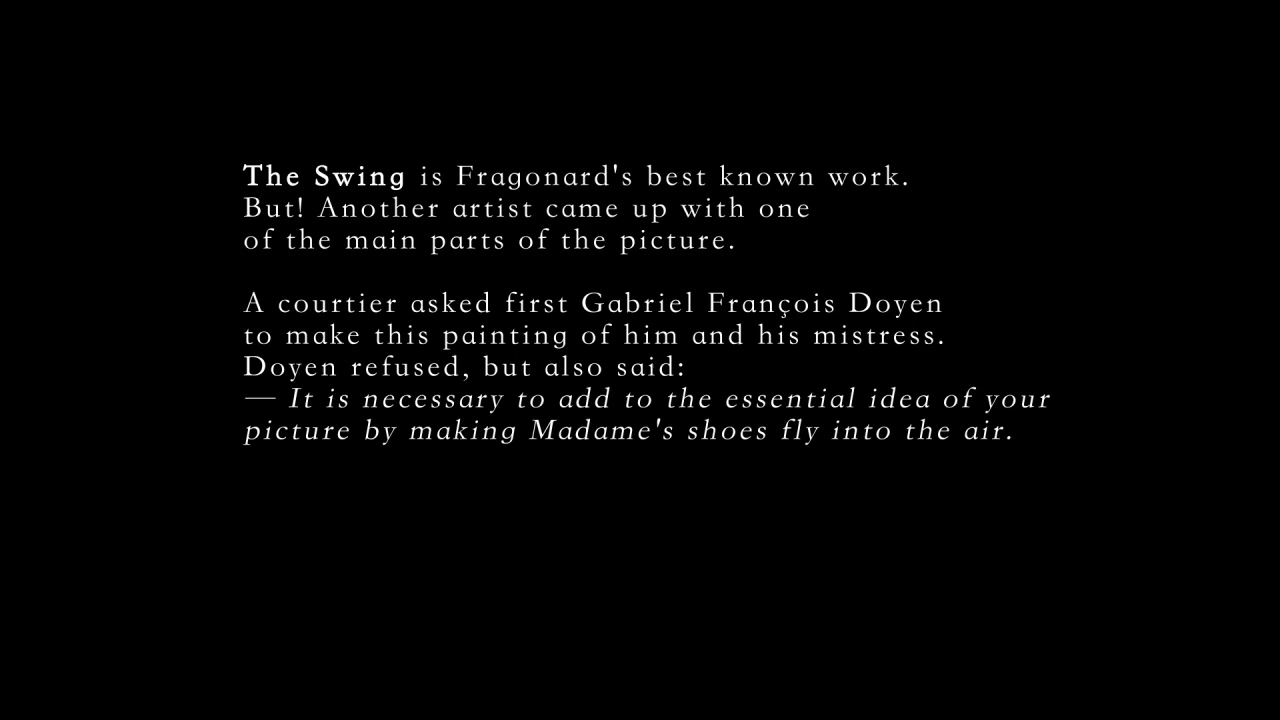 The Swing is Fragonard's best known work.
But! Another artist came up with one
of the main parts of the picture.
A courtier asked first Gabriel François Doyen
to make this painting of him and his mistress.
Doyen refused, but also said:
— It is necessary to add to the essential idea of your
picture by making Madame's shoes fly into the air.